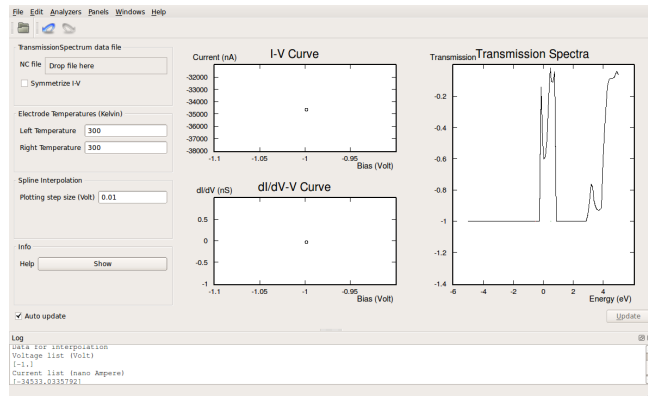 File Edit Analyzers Panels Windows Help
TransmissionSpectrum data file
NC file Drop file here
Symmetrize I-V
Electrode Temperatures (Kelvin)
Left Temperature 300
Right Temperature 300
Spline Interpolation
Plotting step size (Volt) 0.01
Info
Help Show
Auto update
Current (nA) I-V Curve
-32000
-33000
-34000
-35000
-36000
-37000
-38000
-1.1 -1.05 -1 -0.95
Bias (Volt)
dI/dV (nS) dI/dV-V Curve
0.5
0
-0.5
-1
-1.1 -1.05 -1 -0.95
Bias (Volt)
Transmission Transmission Spectra
-0.2
-0.4
-0.6
-0.8
-1
-1.2
-1.4
-6 -4 -2 0 2 4
Energy (eV)
Update
Log
Data for interpolation
Voltage list (Volt)
[-1.]
Current list (nano Ampere)
[-34533.0335792]